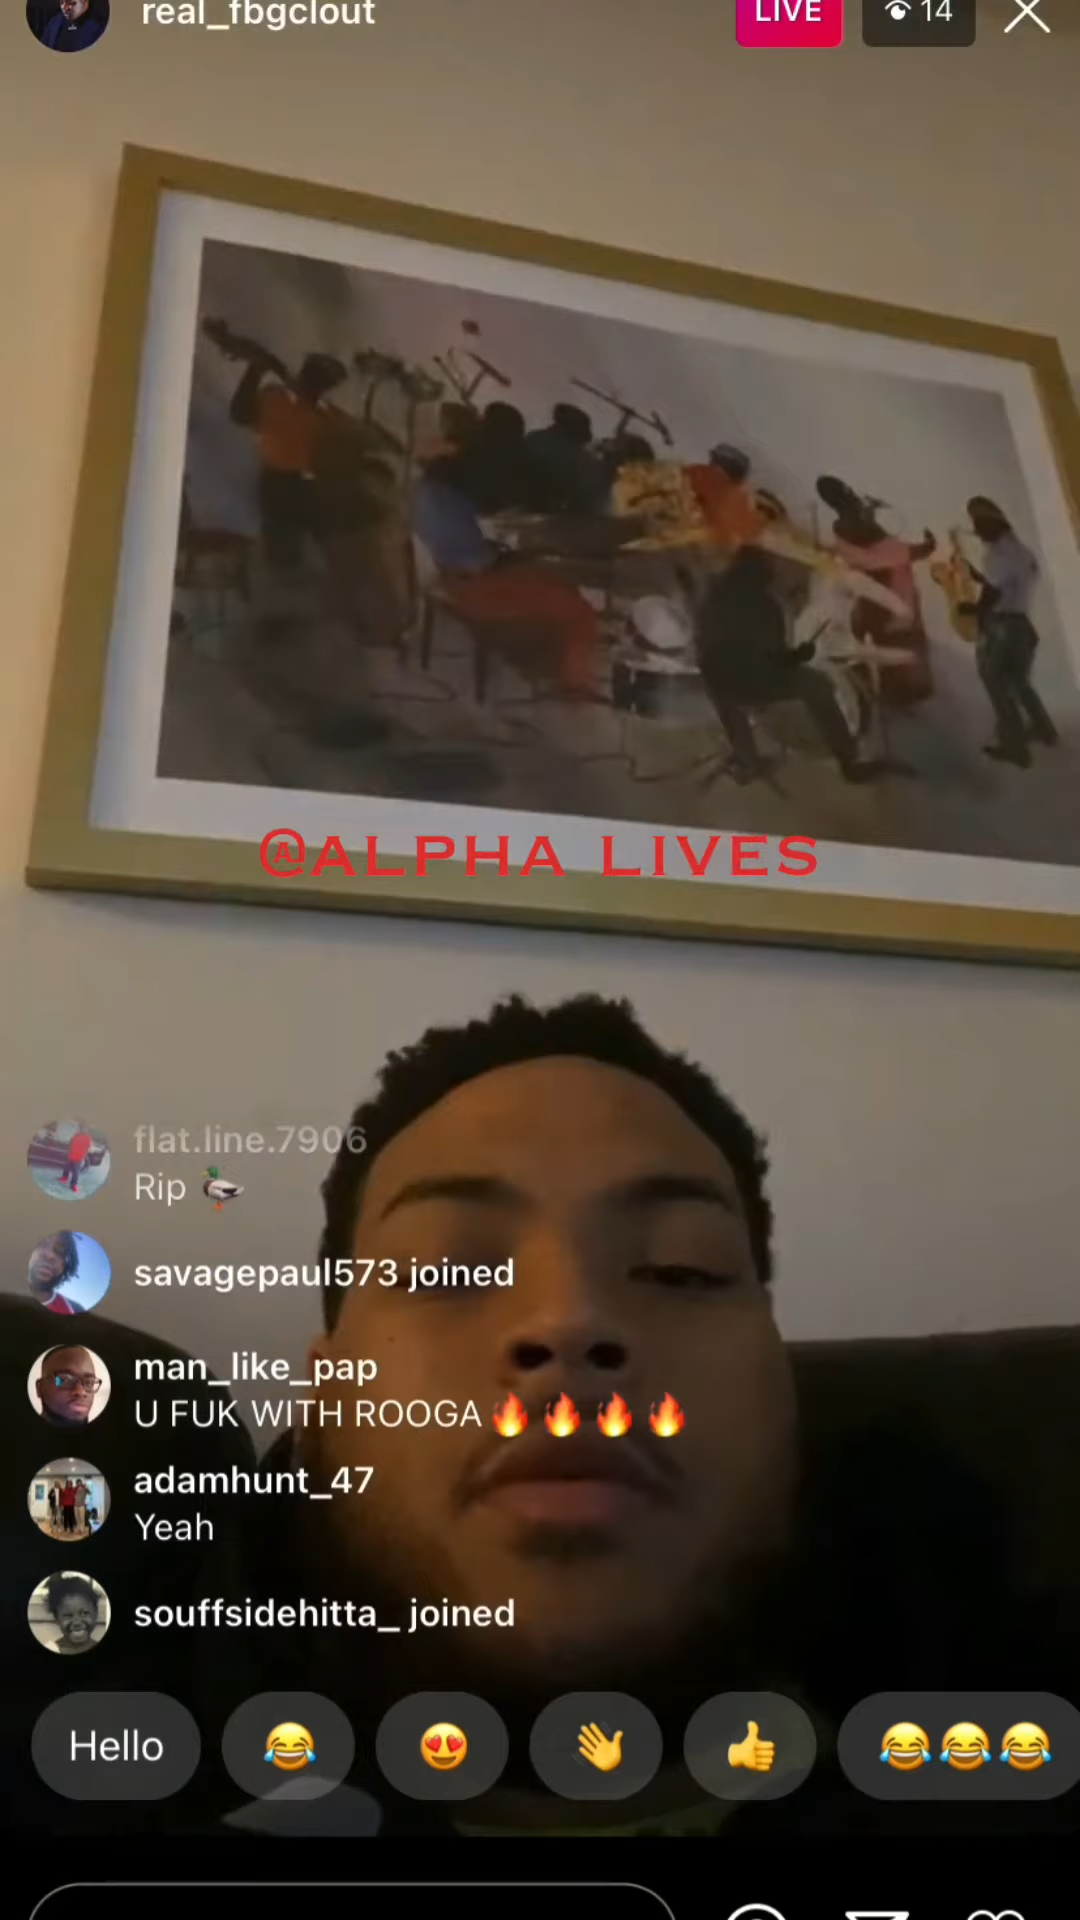 real_fbgclout
LIVE
14
@ALPHA LIVES
flat.line.7906
Rip 🦆
savagepaul573 joined
man_like_pap
U FUK WITH ROOGA🔥🔥🔥🔥
adamhunt_47
Yeah
souffsidehitta_ joined
Hello 😂 😍 👋 👍 😂😂😂